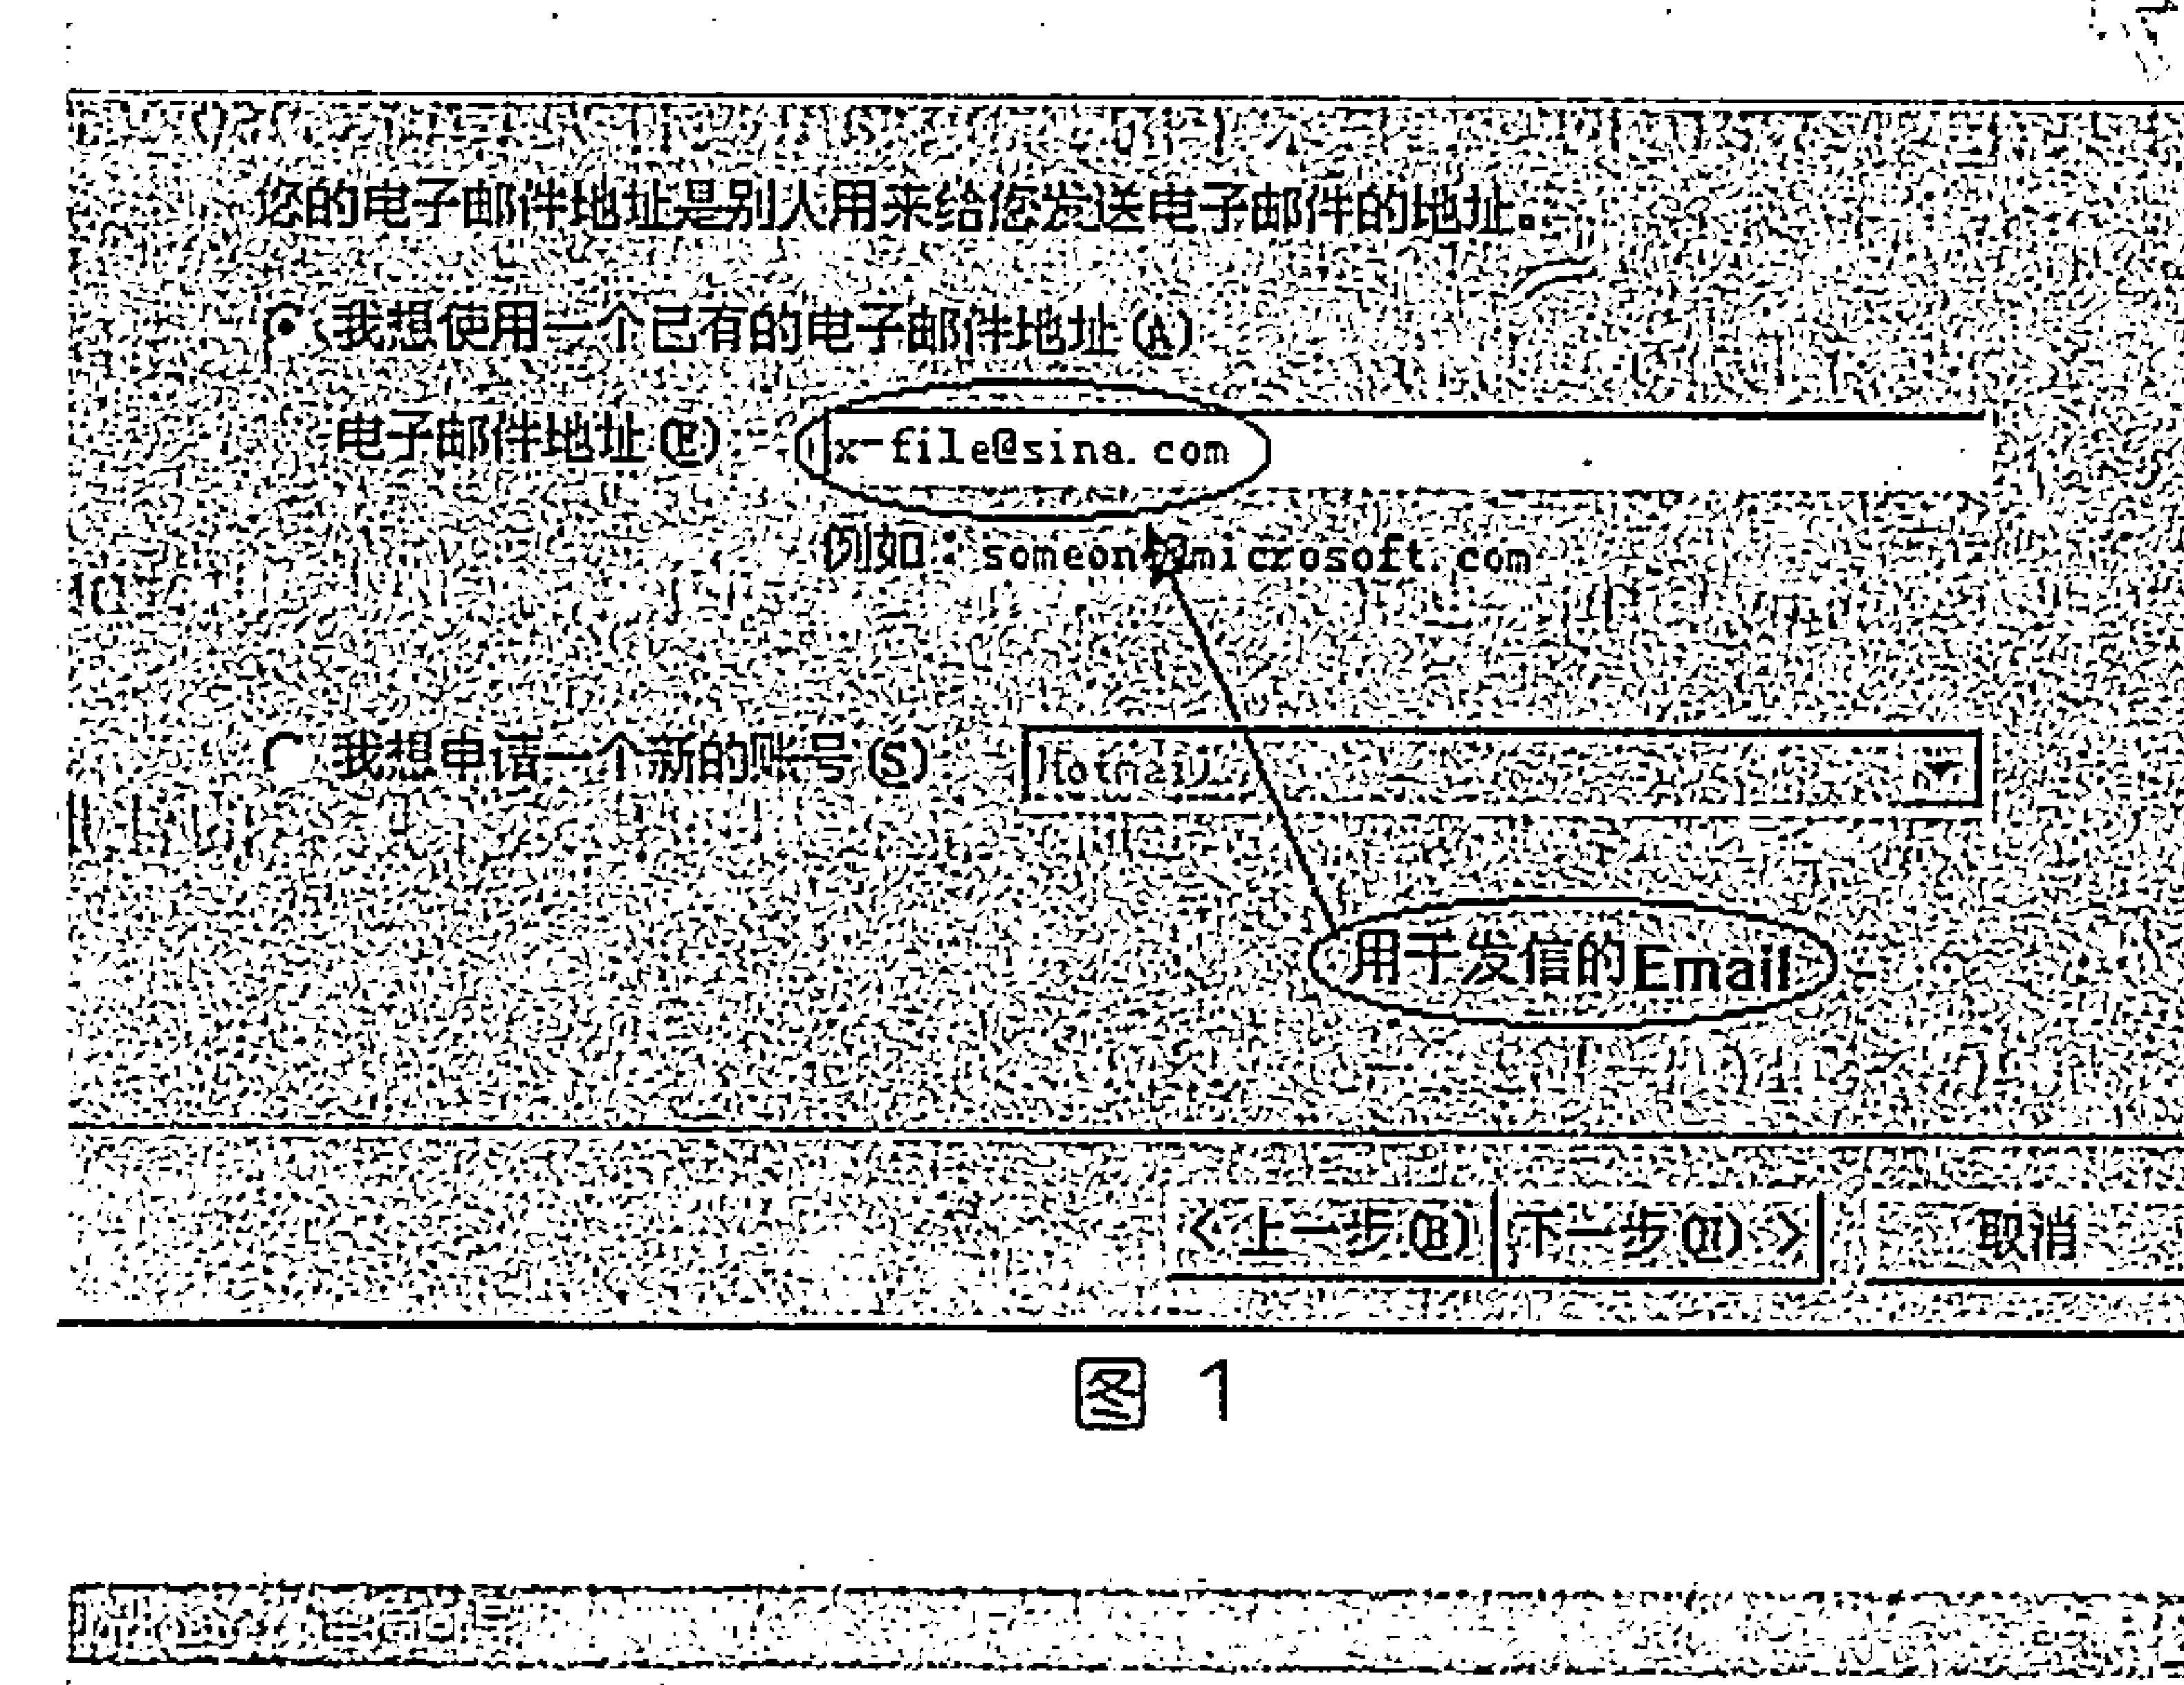 您的电子邮件地址是别人用来给您发送电子邮件的地址。
我想使用一个已有的电子邮件地址(A)
电子邮件地址(E): x-file@sina.com
例如：someone@microsoft.com
我想申请一个新的账号(S) Hotmail
用于发信的Email
<上一步(B) 下一步(N)> 取消
图 1